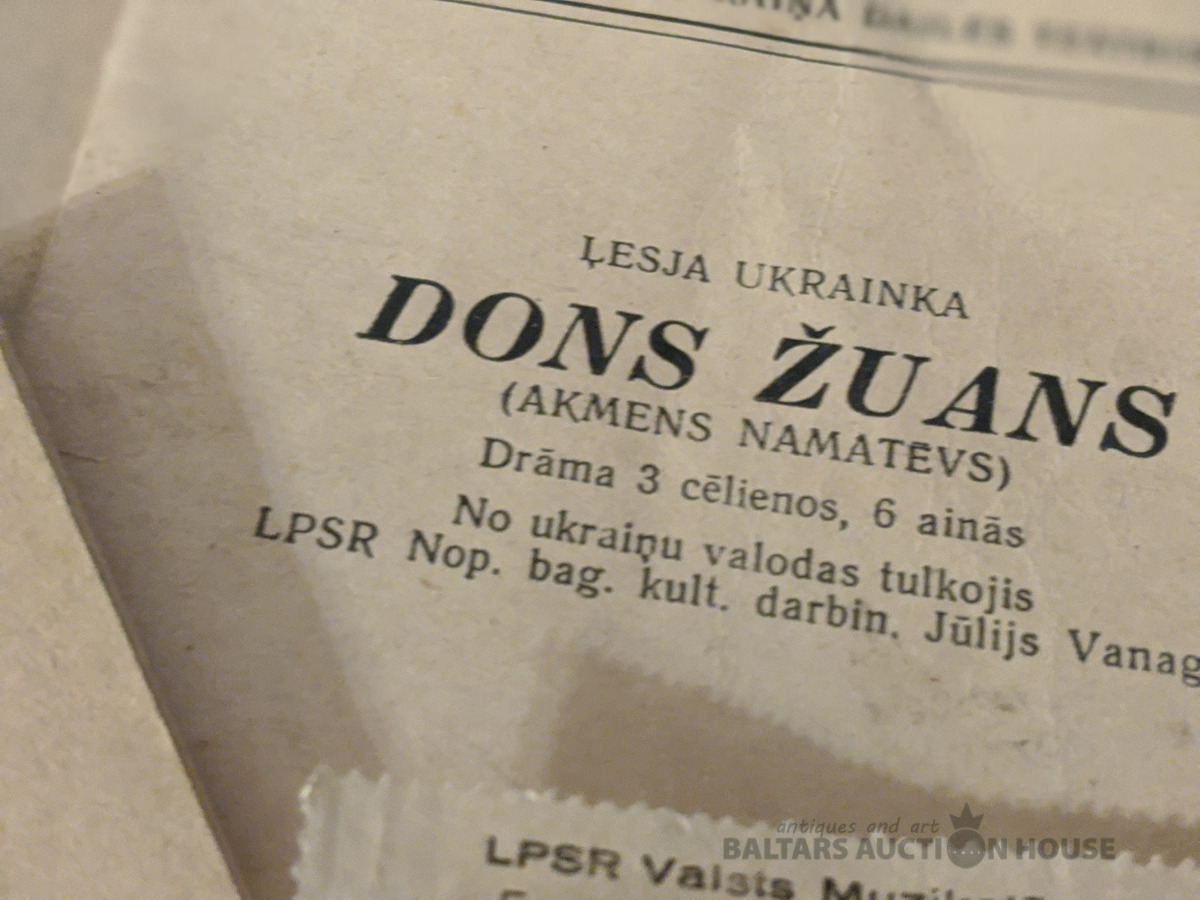 ĻESJA UKRAINKA
DONS ŽUANS
(AKMENS NAMATĒVS)
Drāma 3 cēlienos, 6 ainās
No ukraiņu valodas tulkojis
LPSR Nop. bag. kult. darbin. Jūlijs Vanag
antiques and art
BALTARS AUCTION HOUSE
LPSR Valsts